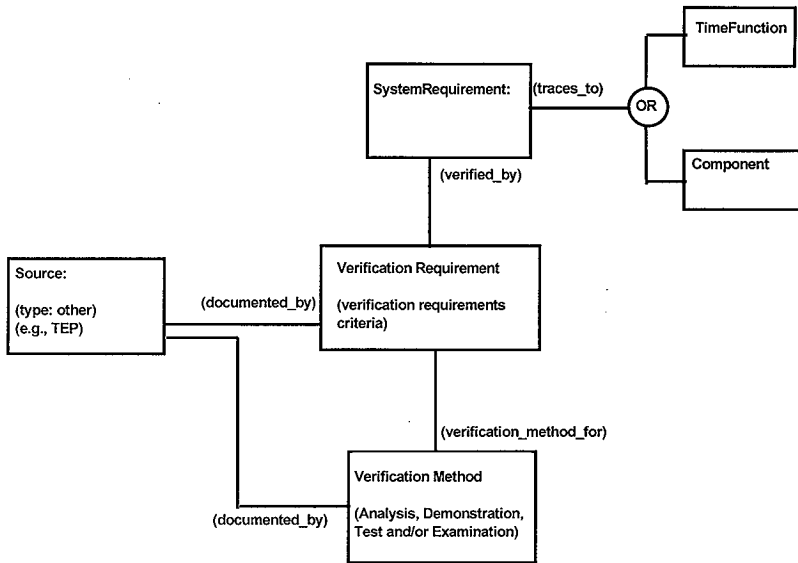 TimeFunction
SystemRequirement:
(traces_to)
OR
Component
(verified_by)
Source:
(type: other)
(e.g., TEP)
(documented_by)
Verification Requirement
(verification requirements
criteria)
(verification_method_for)
Verification Method
(Analysis, Demonstration,
Test and/or Examination)
(documented_by)